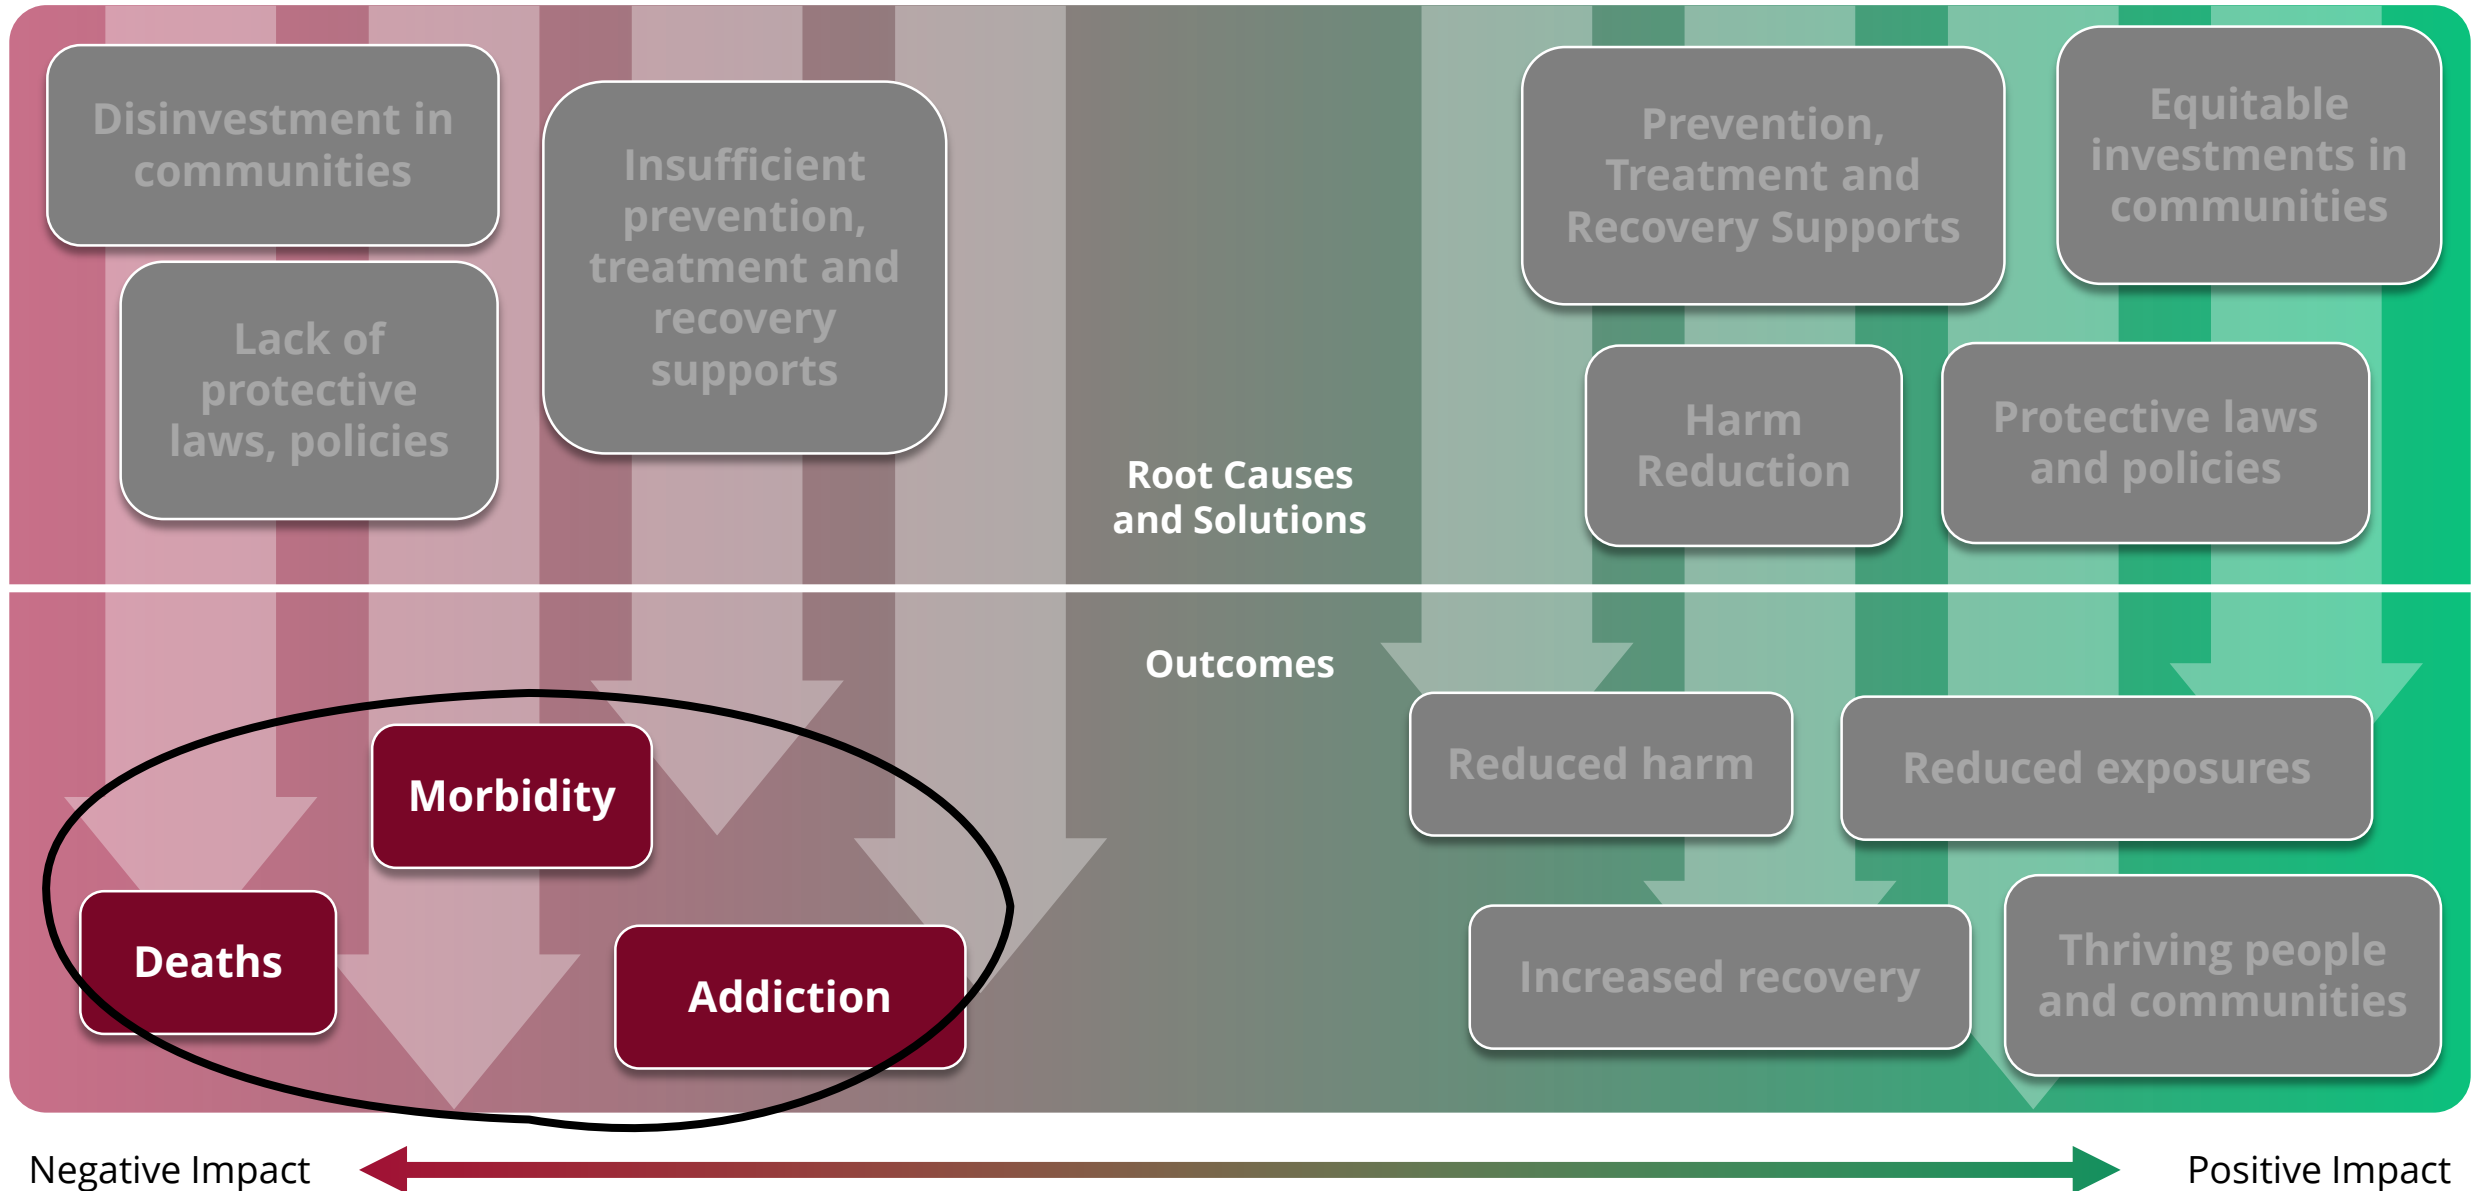 Disinvestment in
communities
Insufficient
prevention,
treatment and
recovery
supports
Lack of
protective
laws, policies
Root Causes
and Solutions
Prevention,
Treatment and
Recovery Supports
Equitable
investments in
communities
Harm
Reduction
Protective laws
and policies
Outcomes
Morbidity
Deaths
Addiction
Reduced harm
Reduced exposures
Increased recovery
Thriving people
and communities
Negative Impact
Positive Impact